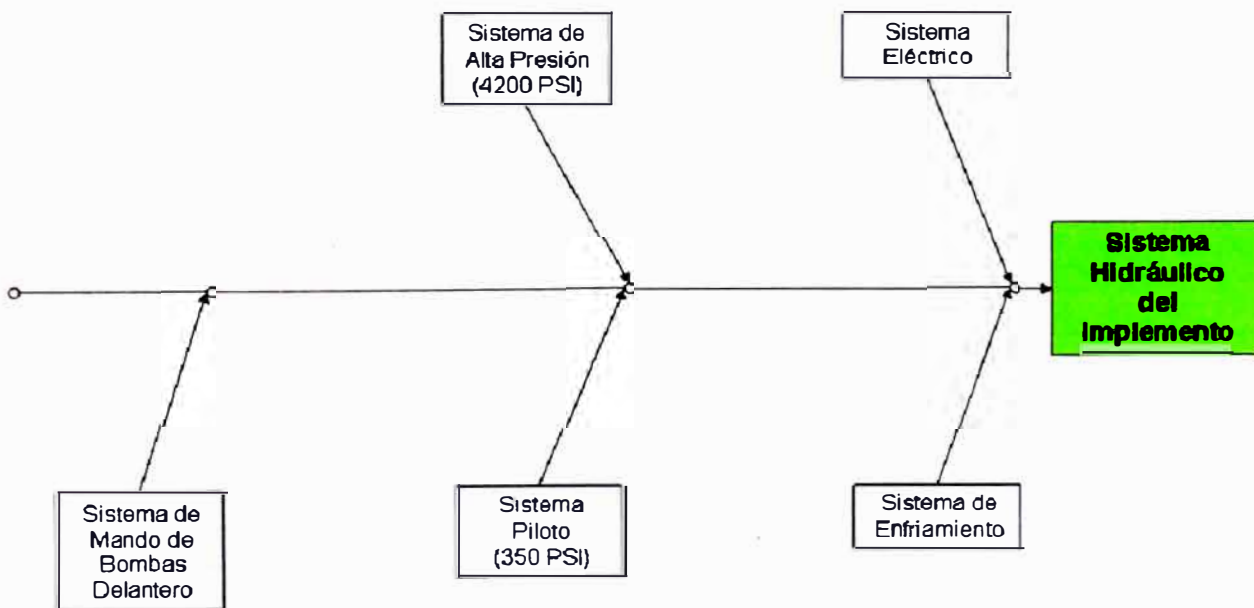 Sistema de
Alta Presión
(4200 PSI)
Sistema
Eléctrico
Sistema
Hidráulico
del
Implemento
Sistema de
Mando de
Bombas
Delantero
Sistema
Piloto
(350 PSI)
Sistema de
Enfriamiento